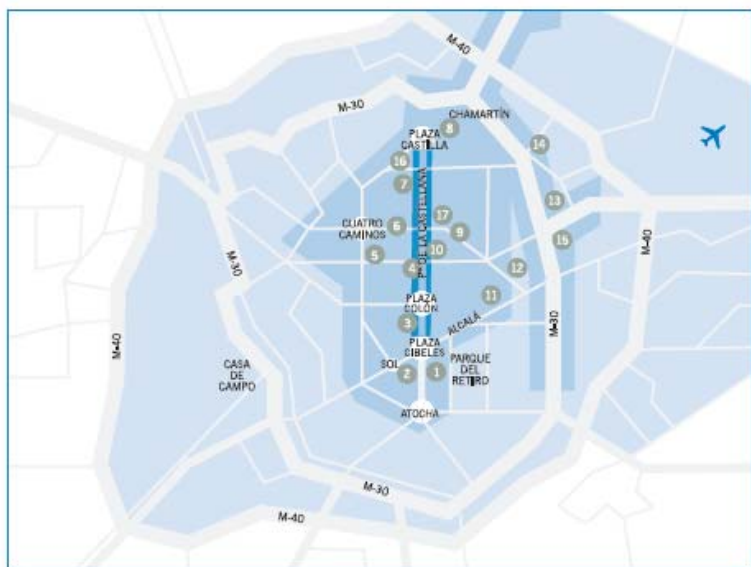 M-40
CHAMARTÍN
8
M-30
PLAZA
CASTILLA
14
16
7
Pº DE LA CASTELLANA
13
17
CUATRO
CAMINOS
6
9
15
10
5
4
12
M-30
M-40
11
PLAZA
COLÓN
3
ALCALÁ
M-30
M-40
PLAZA
CIBELES
SOL
PARQUE
DEL
RETIRO
CASA
DE
CAMPO
2
1
ATOCHA
M-30
M-40